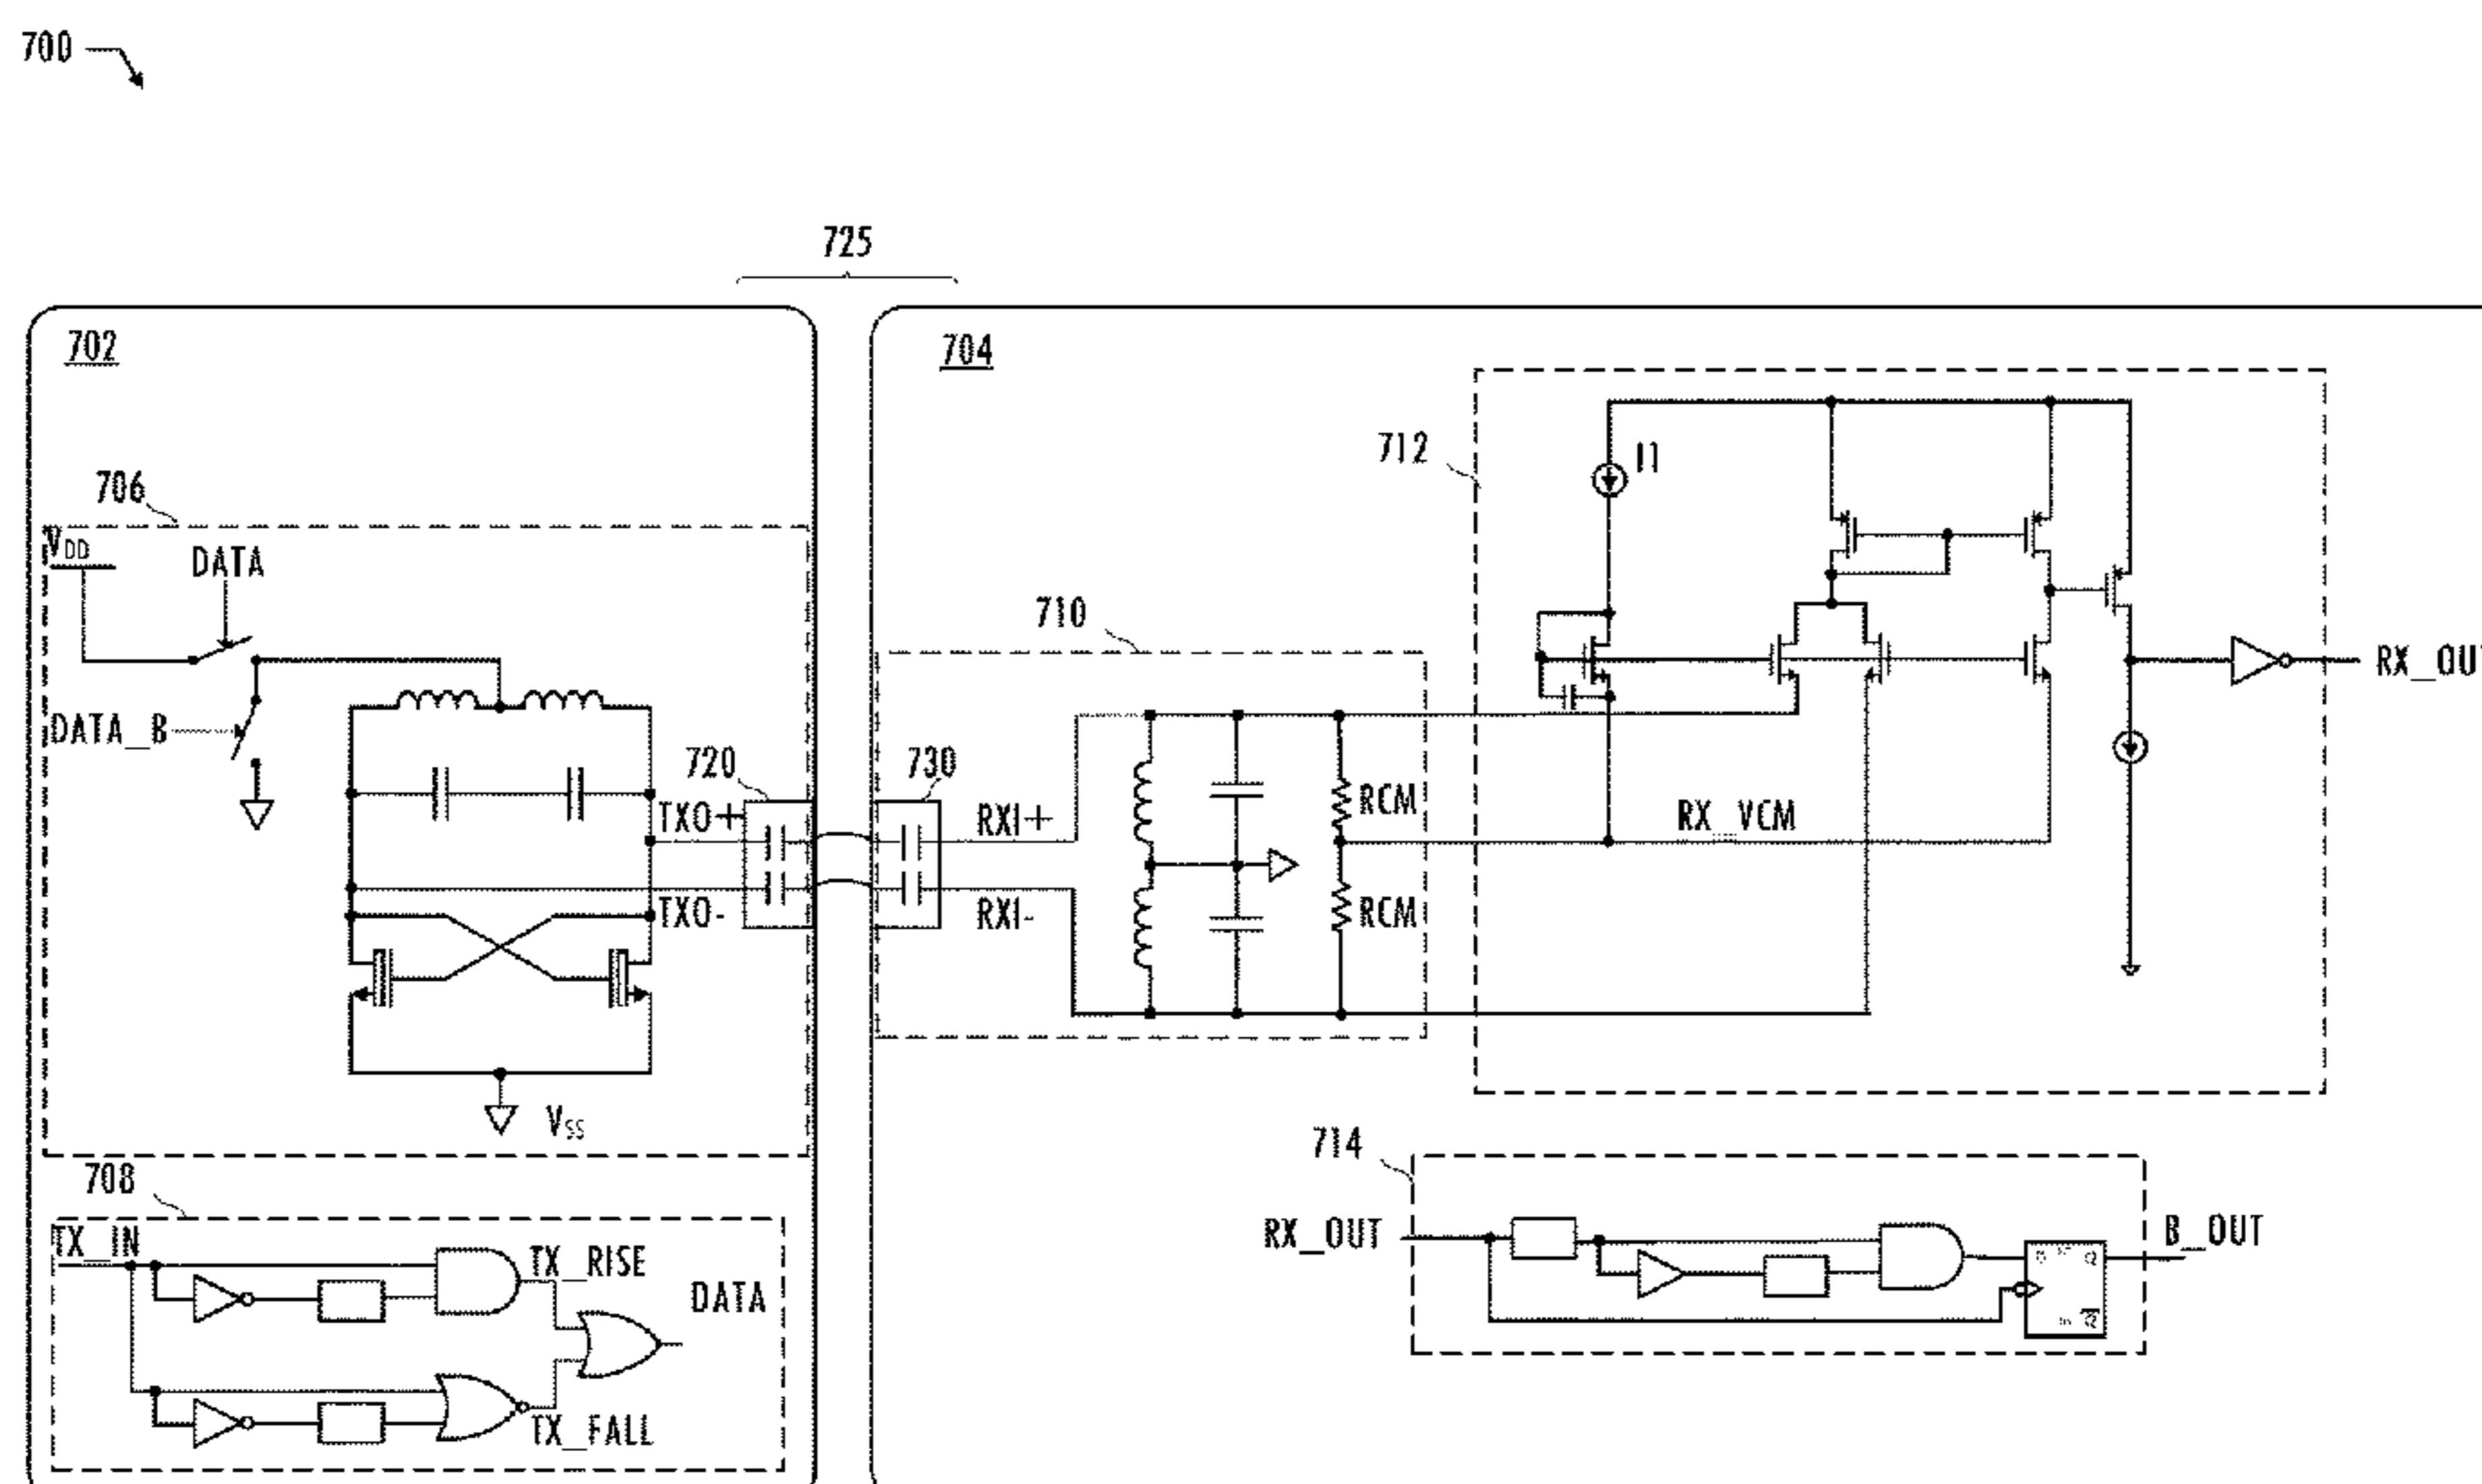 700
725
702
704
712
I1
706
VDD
DATA
710
RX_OU
DATA_B
720
730
TXO+
RXI+
RCM
RX_VCM
TXO-
RXI-
RCM
VSS
714
708
TX_IN
TX_RISE
DATA
RX_OUT
B_OUT
TX_FALL